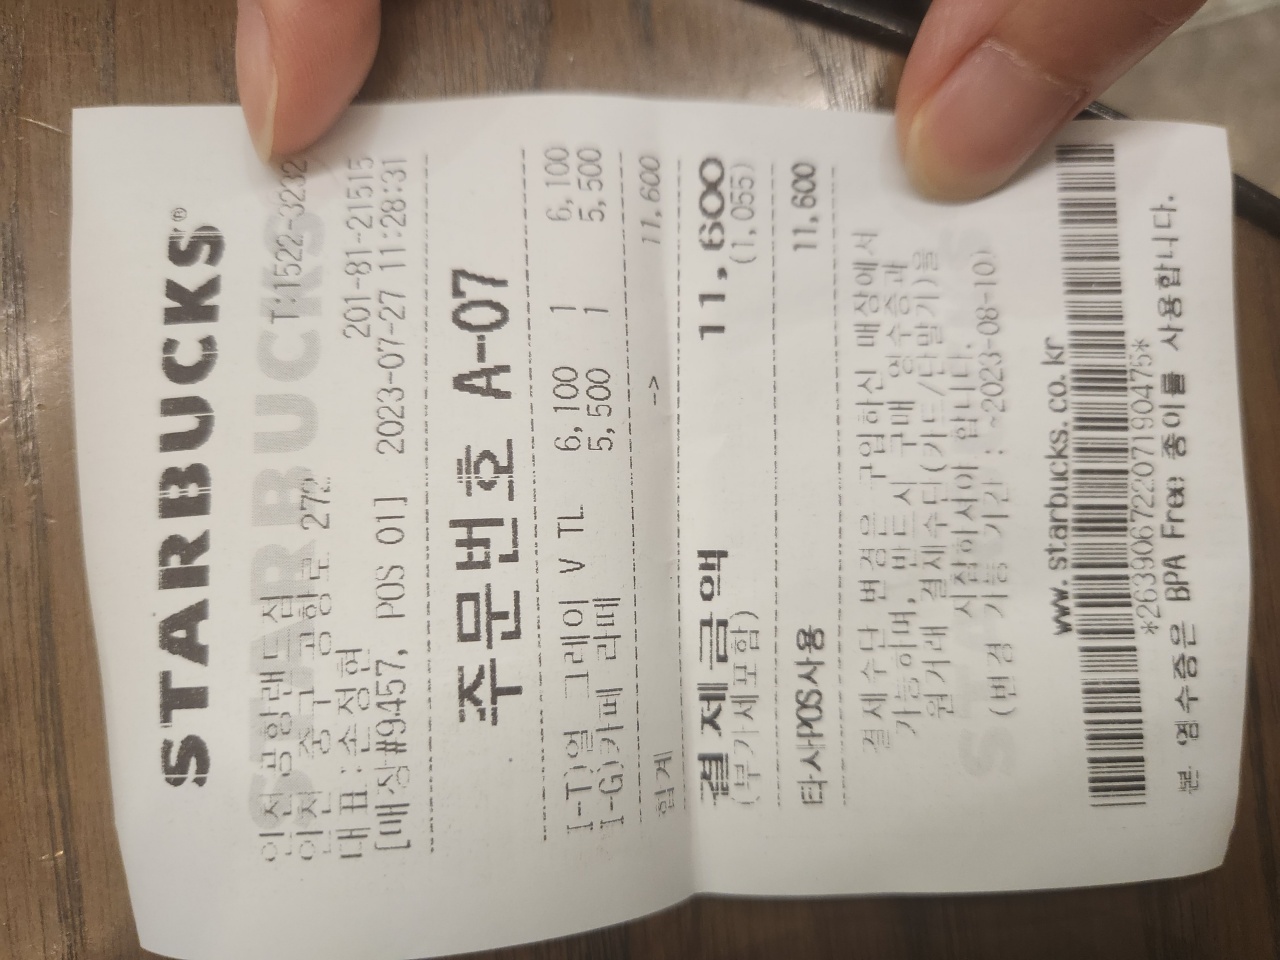 STARBUCKS®
인천공항랜드점 T:1522-3232
인천 중구 공항로 272
대표:손정현 201-81-21515
[매장#9457, POS 01] 2023-07-27 11:28:31
주문번호 A-07
I-T)얼 그레이 V TL 6,100 1 6,100
I-G)카페 라떼 5,500 1 5,500
합계 -> 11,600
결제금액 11,600
(부가세포함) (1,055)
타사POS사용 11,600
결제수단 변경은 구입하신 매장에서
가능하며, 반드시 구매 영수증과
원거래 결제수단(카드/단말기)을
지참하셔야 합니다.
(변경 가능 기간 : ~2023-08-10)
www.starbucks.co.kr
*2639067220719047​5*
본 영수증은 BPA Free 종이를 사용합니다.